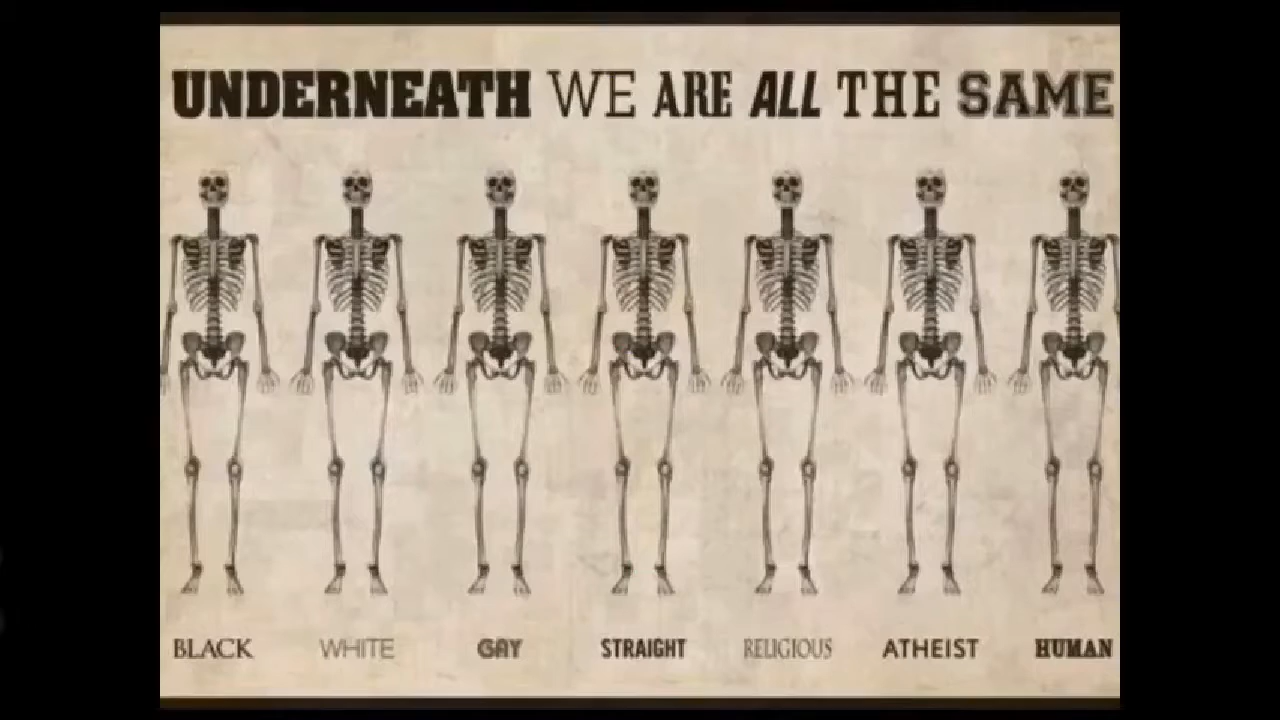 UNDERNEATH WE ARE ALL THE SAME
BLACK WHITE GAY STRAIGHT RELIGIOUS ATHEIST HUMAN